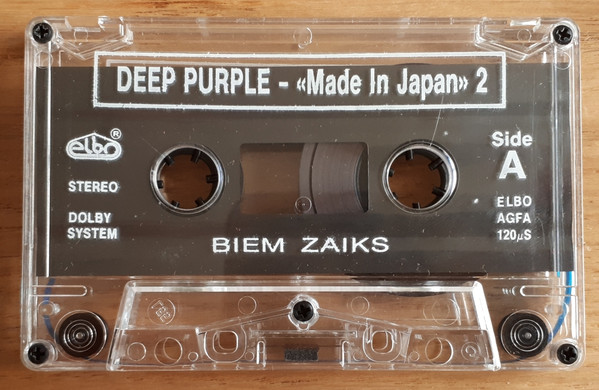 DEEP PURPLE – «Made In Japan» 2
elbo ®
Side
A
STEREO
DOLBY
SYSTEM
ELBO
AGFA
120µS
BIEM ZAIKS